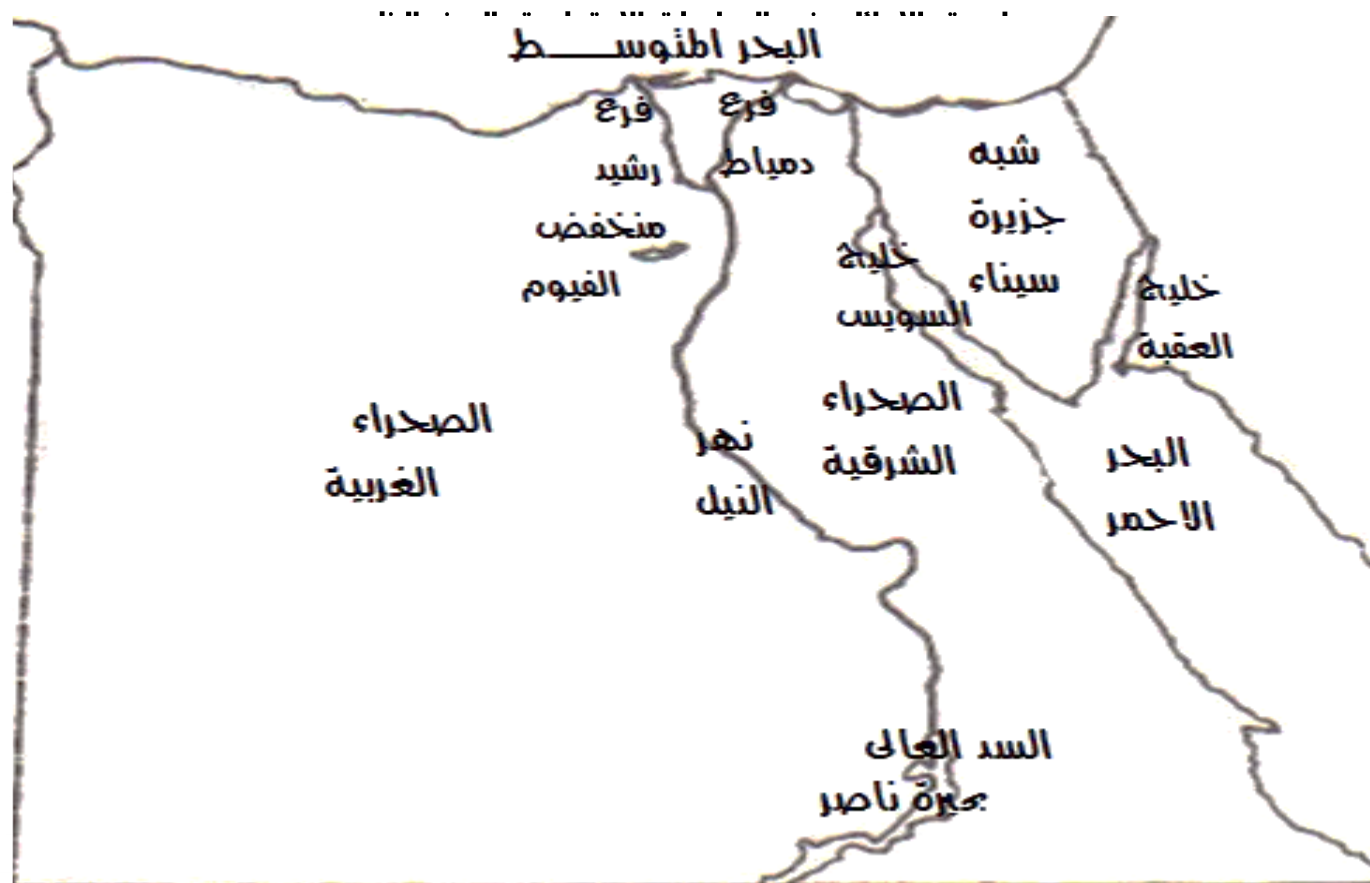 البحر المتوســـــط
فرع
رشيد
فرع
دمياط
شبه
جزيرة
سيناء
منخفض
الفيوم
خليج
السويس
خليج
العقبة
الصحراء
الغربية
نهر
النيل
الصحراء
الشرقية
البحر
الاحمر
السد العالى
بحيرة ناصر